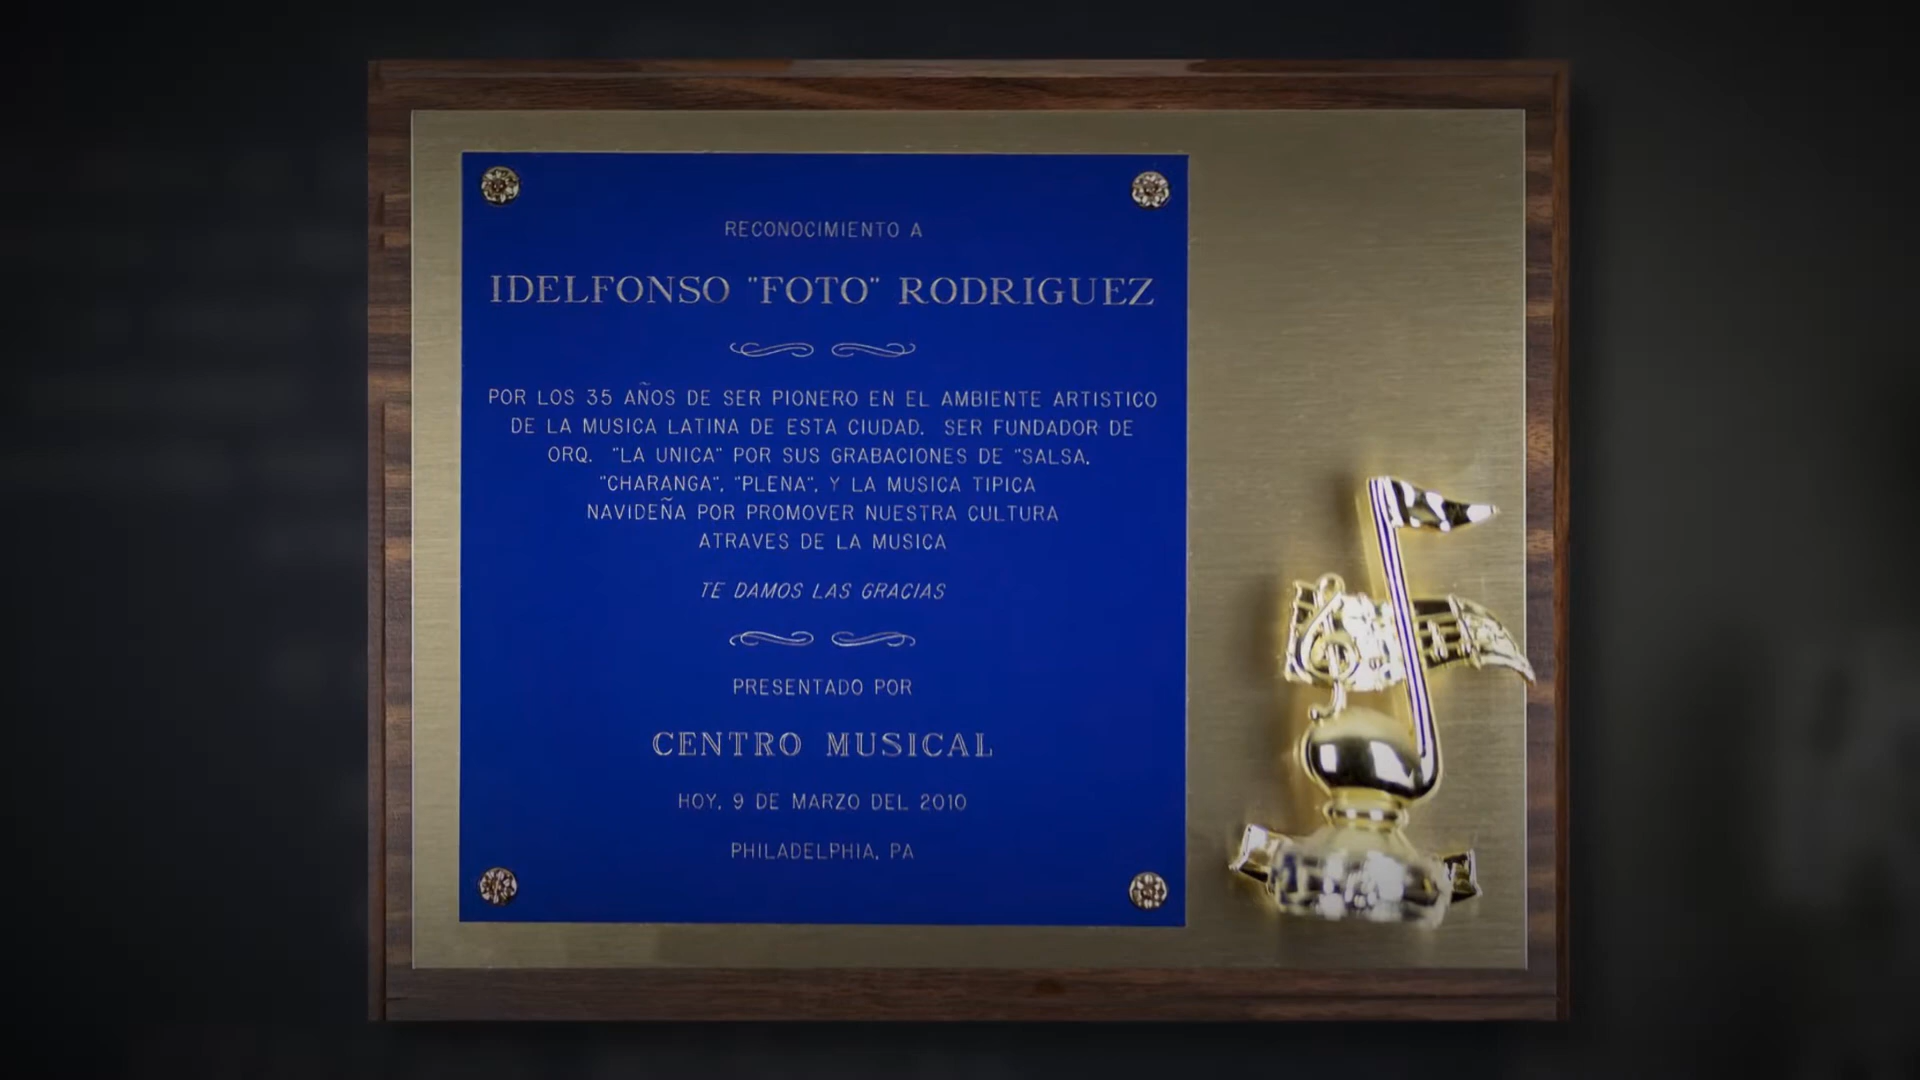 RECONOCIMIENTO A
IDELFONSO "FOTO" RODRIGUEZ
POR LOS 35 AÑOS DE SER PIONERO EN EL AMBIENTE ARTISTICO
DE LA MUSICA LATINA DE ESTA CIUDAD. SER FUNDADOR DE
ORQ. "LA UNICA" POR SUS GRABACIONES DE "SALSA,
"CHARANGA", "PLENA", Y LA MUSICA TIPICA
NAVIDEÑA POR PROMOVER NUESTRA CULTURA
ATRAVES DE LA MUSICA
TE DAMOS LAS GRACIAS
PRESENTADO POR
CENTRO MUSICAL
HOY, 9 DE MARZO DEL 2010
PHILADELPHIA, PA